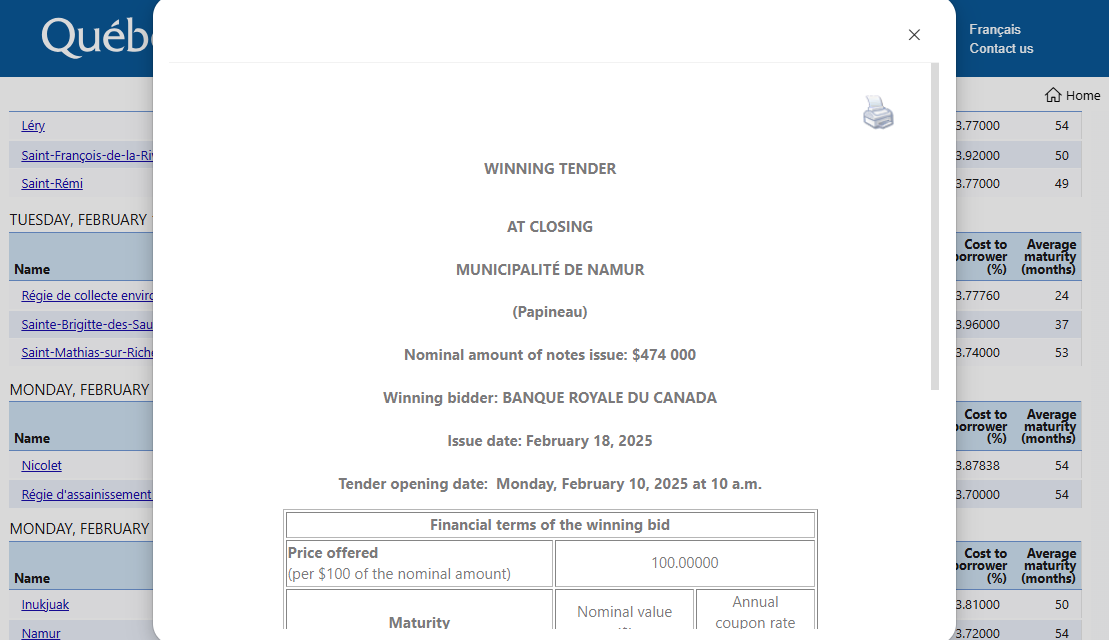 Québ
Français
Contact us
Home
Léry 3.77000 54
Saint-François-de-la-Ri 3.92000 50
Saint-Rémi 3.77000 49
TUESDAY, FEBRUARY
Name Cost to borrower (%) Average maturity (months)
Régie de collecte enviro 3.77760 24
Sainte-Brigitte-des-Sau 3.96000 37
Saint-Mathias-sur-Riche 3.74000 53
MONDAY, FEBRUARY
Name Cost to borrower (%) Average maturity (months)
Nicolet 3.87838 54
Régie d'assainissement 3.70000 54
MONDAY, FEBRUARY
Name Cost to borrower (%) Average maturity (months)
Inukjuak 3.81000 50
Namur 3.72000 54
WINNING TENDER
AT CLOSING
MUNICIPALITÉ DE NAMUR
(Papineau)
Nominal amount of notes issue: $474 000
Winning bidder: BANQUE ROYALE DU CANADA
Issue date: February 18, 2025
Tender opening date: Monday, February 10, 2025 at 10 a.m.
Financial terms of the winning bid
Price offered
(per $100 of the nominal amount) 100.00000
Maturity Nominal value Annual coupon rate